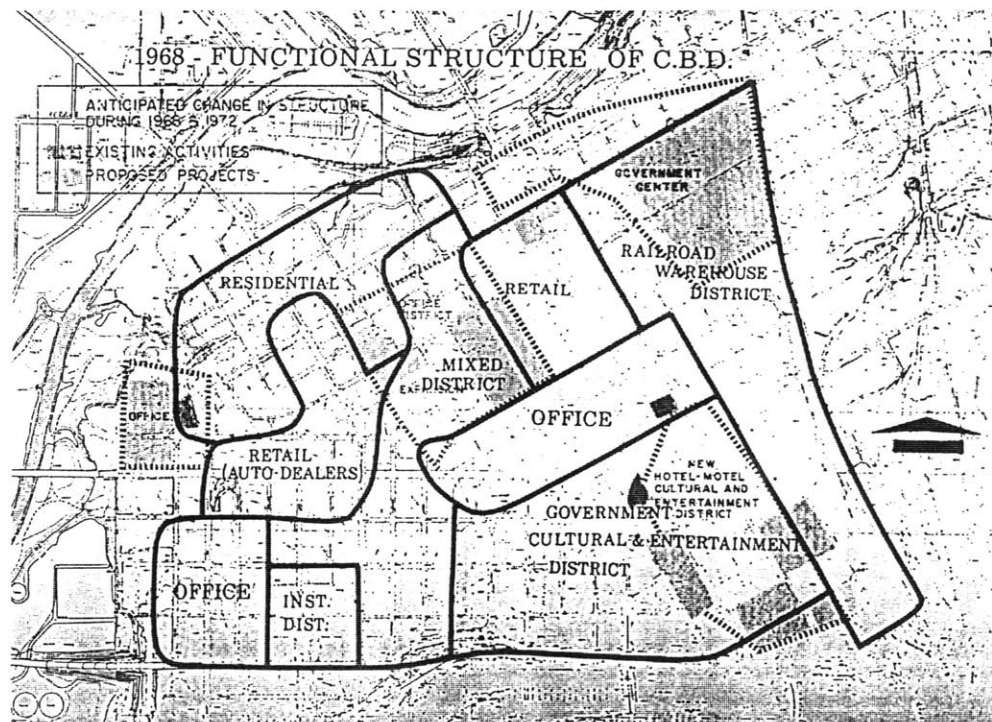 1968 - FUNCTIONAL STRUCTURE OF C.B.D.
ANTICIPATED CHANGE IN STRUCTURE
DURING 1968 & 1972
EXISTING ACTIVITIES
PROPOSED PROJECTS
GOVERNMENT
CENTER
RAILROAD
WAREHOUSE
DISTRICT
RESIDENTIAL
RETAIL
OFFICE
DISTRICT
MIXED
DISTRICT
OFFICE
OFFICE
RETAIL
(AUTO-DEALERS)
NEW
HOTEL-MOTEL
CULTURAL AND
ENTERTAINMENT
DISTRICT
GOVERNMENT
CULTURAL & ENTERTAINMENT
DISTRICT
OFFICE
INST.
DIST.